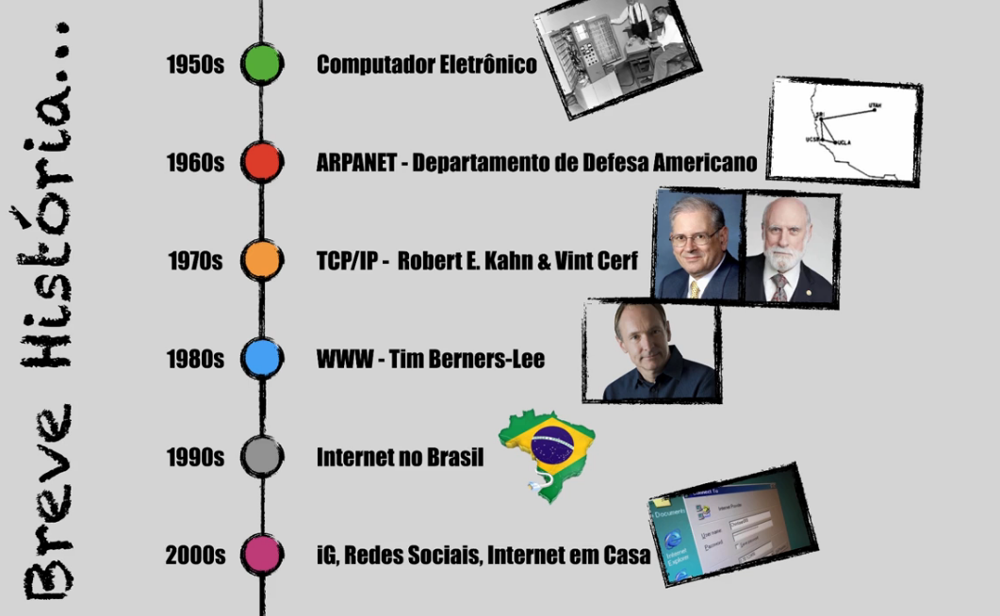 Breve História...
1950s Computador Eletrônico
1960s ARPANET - Departamento de Defesa Americano
UTAH
SRI
UCSB UCLA
1970s TCP/IP - Robert E. Kahn & Vint Cerf
1980s WWW - Tim Berners-Lee
1990s Internet no Brasil
2000s iG, Redes Sociais, Internet em Casa
Connect To
Internet
Explorer
User name:
Password: